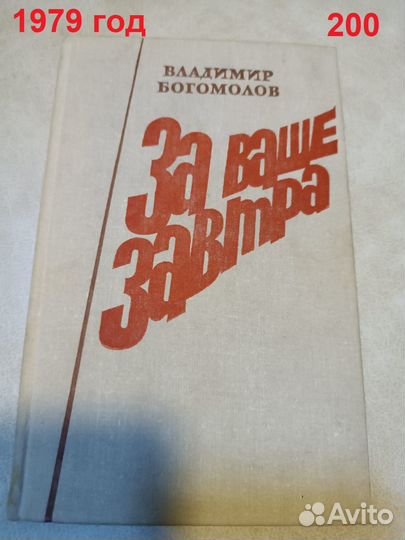 1979 год
200
ВЛАДИМИР
БОГОМОЛОВ
За ваше
завтра
Avito